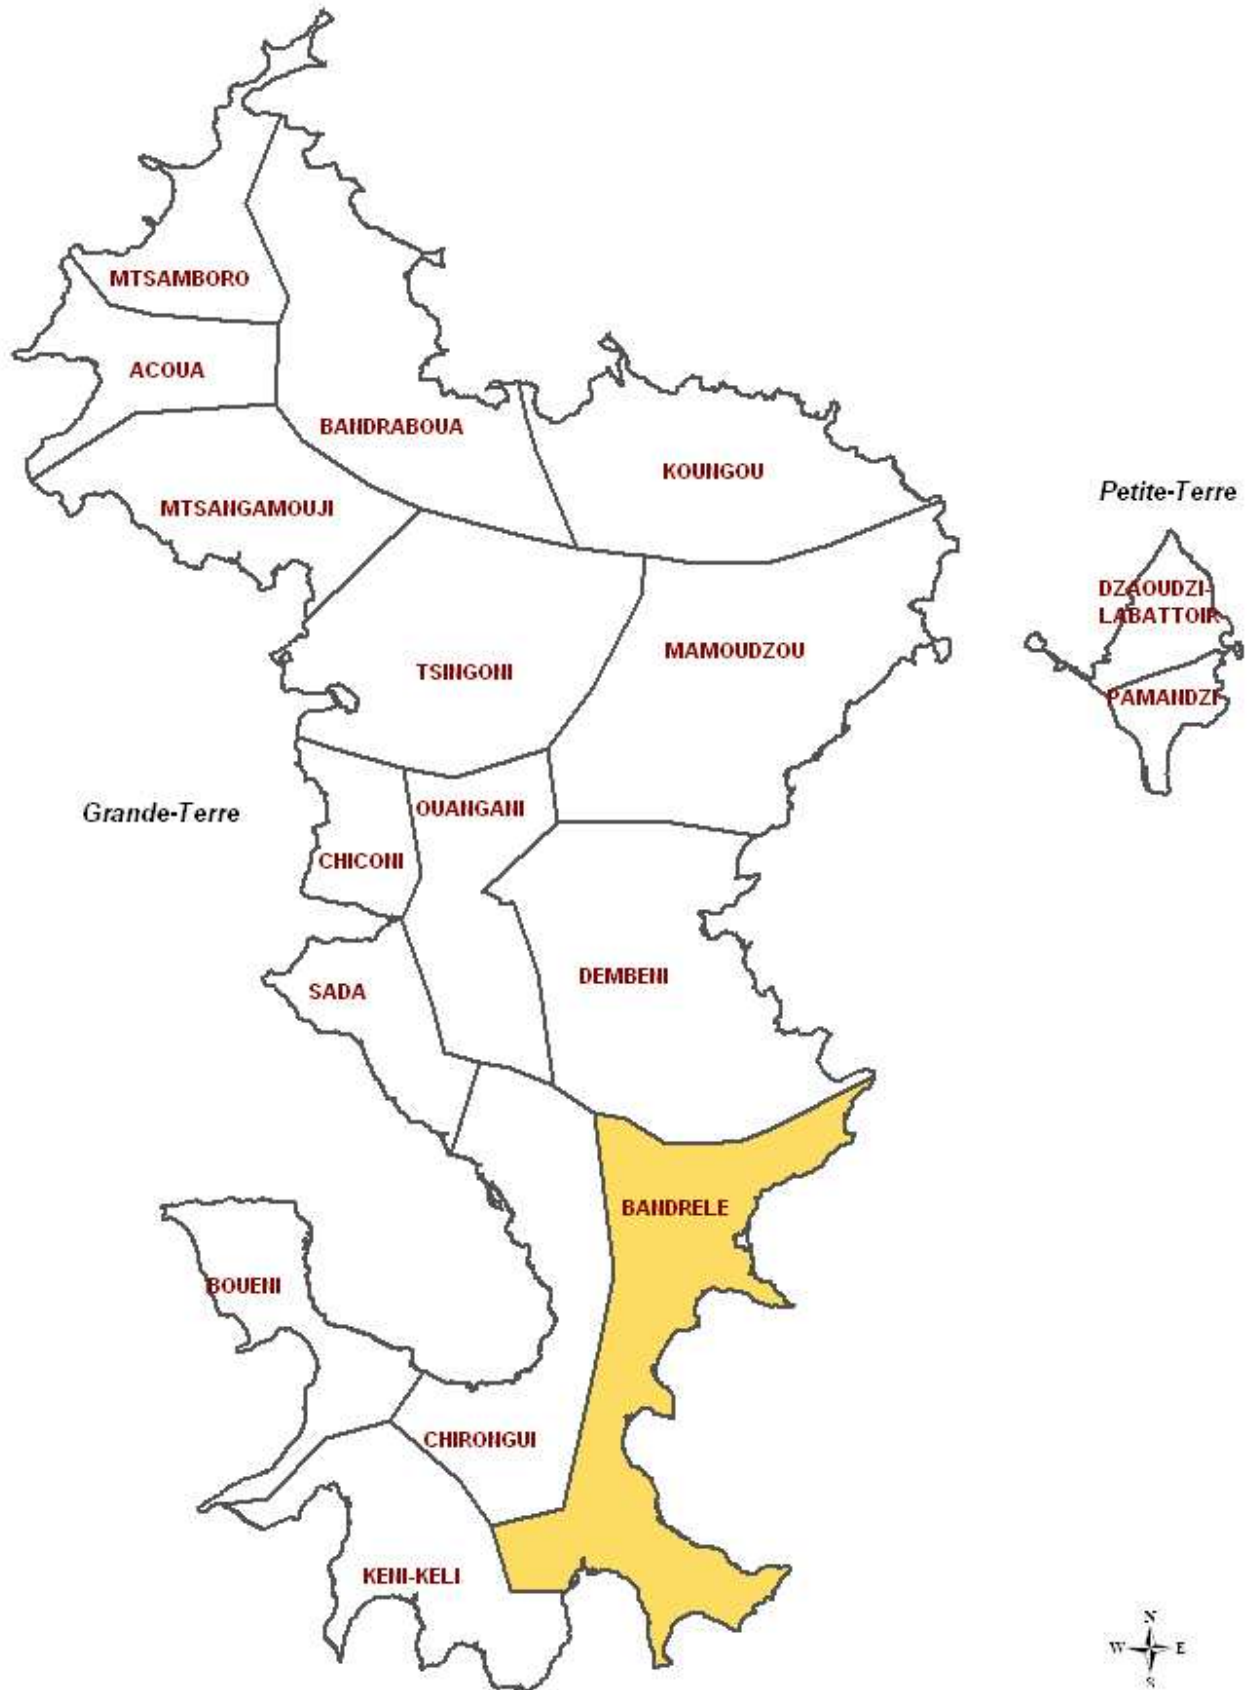 MTSAMBORO
ACOUA
BANDRABOUA
KOUNGOU
Petite-Terre
MTSANGAMOUJI
DZAOUDZI-
LABATTOIR
MAMOUDZOU
TSINGONI
PAMANDZI
OUANGANI
Grande-Terre
CHICONI
DEMBENI
SADA
BANDRELE
BOUENI
CHIRONGUI
KENI-KELI
N
W E
S